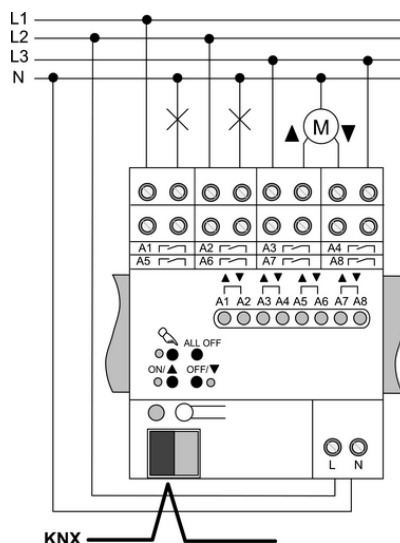 L1
L2
L3
N
▲ M ▼
A1 A2 A3 A4
A5 A6 A7 A8
▲ ▼ ▲ ▼ ▲ ▼ ▲ ▼
A1 A2 A3 A4 A5 A6 A7 A8
ALL OFF
ON/▲ OFF/▼
L N
KNX